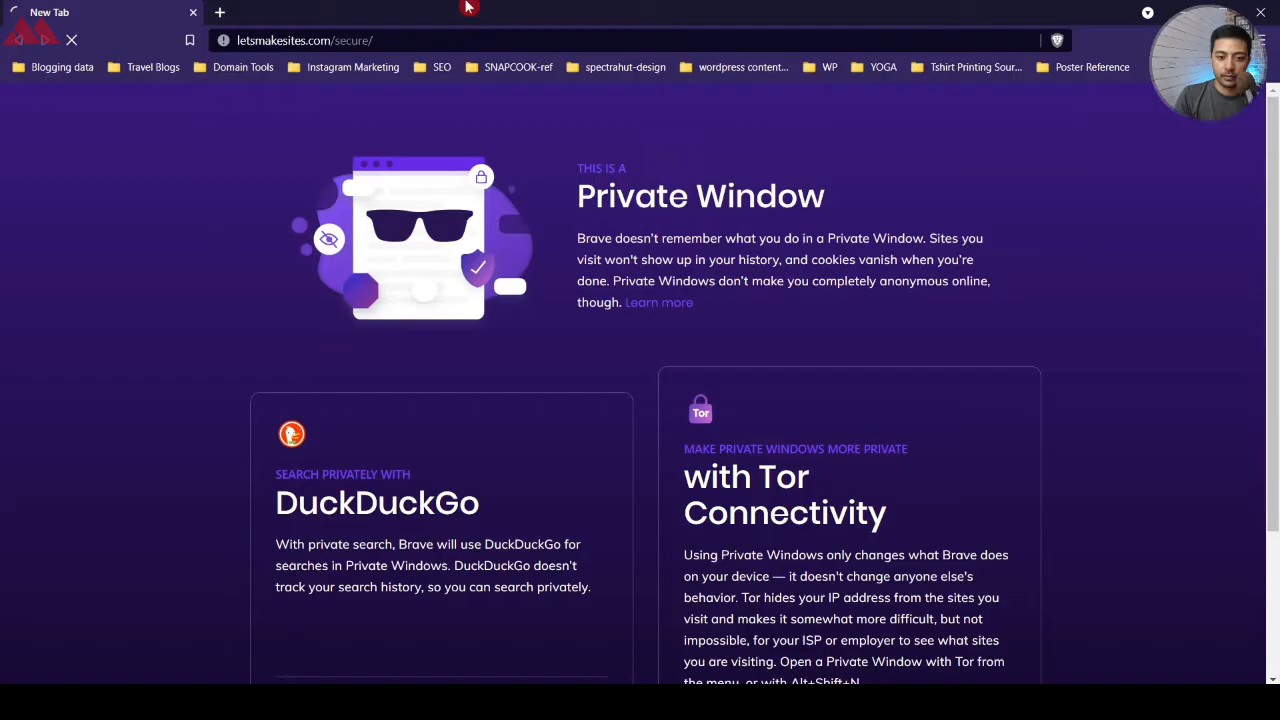 New Tab
letsmakesites.com/secure/
Blogging data
Travel Blogs
Domain Tools
Instagram Marketing
SEO
SNAPCON ref
spectrahut-design
wordpress content...
WP
YOGA
Tshirt Printing Sour...
Poster Reference
THIS IS A
Private Window
Brave doesn't remember what you do in a Private Window. Sites you
visit won't show up in your history, and cookies vanish when you're
done. Private Windows don't make you completely anonymous online,
though. Learn more
SEARCH PRIVATELY WITH
DuckDuckGo
With private search, Brave will use DuckDuckGo for
searches in Private Windows. DuckDuckGo doesn't
track your search history, so you can search privately.
Tor
MAKE PRIVATE WINDOWS MORE PRIVATE
with Tor
Connectivity
Using Private Windows only changes what Brave does
on your device — it doesn't change anyone else's
behavior. Tor hides your IP address from the sites you
visit and makes it somewhat more difficult, but not
impossible, for your ISP or employer to see what sites
you are visiting. Open a Private Window with Tor from
the menu, or with Alt+Shift+N